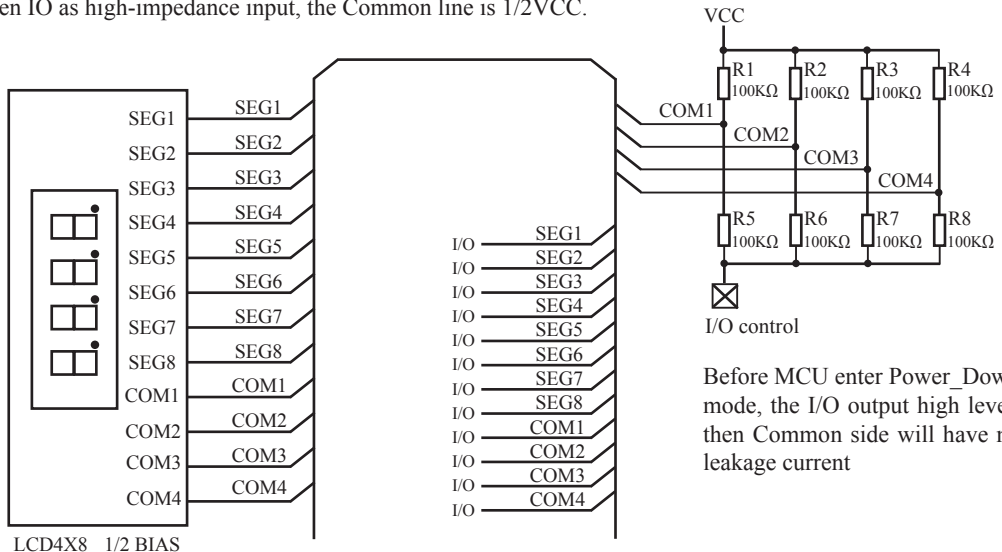 IO as high-impedance input, the Common line is 1/2VCC.
VCC
R1
100KΩ
R2
100KΩ
R3
100KΩ
R4
100KΩ
COM1
COM2
COM3
COM4
R5
100KΩ
R6
100KΩ
R7
100KΩ
R8
100KΩ
I/O control
SEG1
SEG2
SEG3
SEG4
SEG5
SEG6
SEG7
SEG8
COM1
COM2
COM3
COM4
SEG1
SEG2
SEG3
SEG4
SEG5
SEG6
SEG7
SEG8
COM1
COM2
COM3
COM4
LCD4X8 1/2 BIAS
I/O SEG1
I/O SEG2
I/O SEG3
I/O SEG4
I/O SEG5
I/O SEG6
I/O SEG7
I/O SEG8
I/O COM1
I/O COM2
I/O COM3
I/O COM4
Before MCU enter
mode, the I/O output high
then Common side will have
leakage current